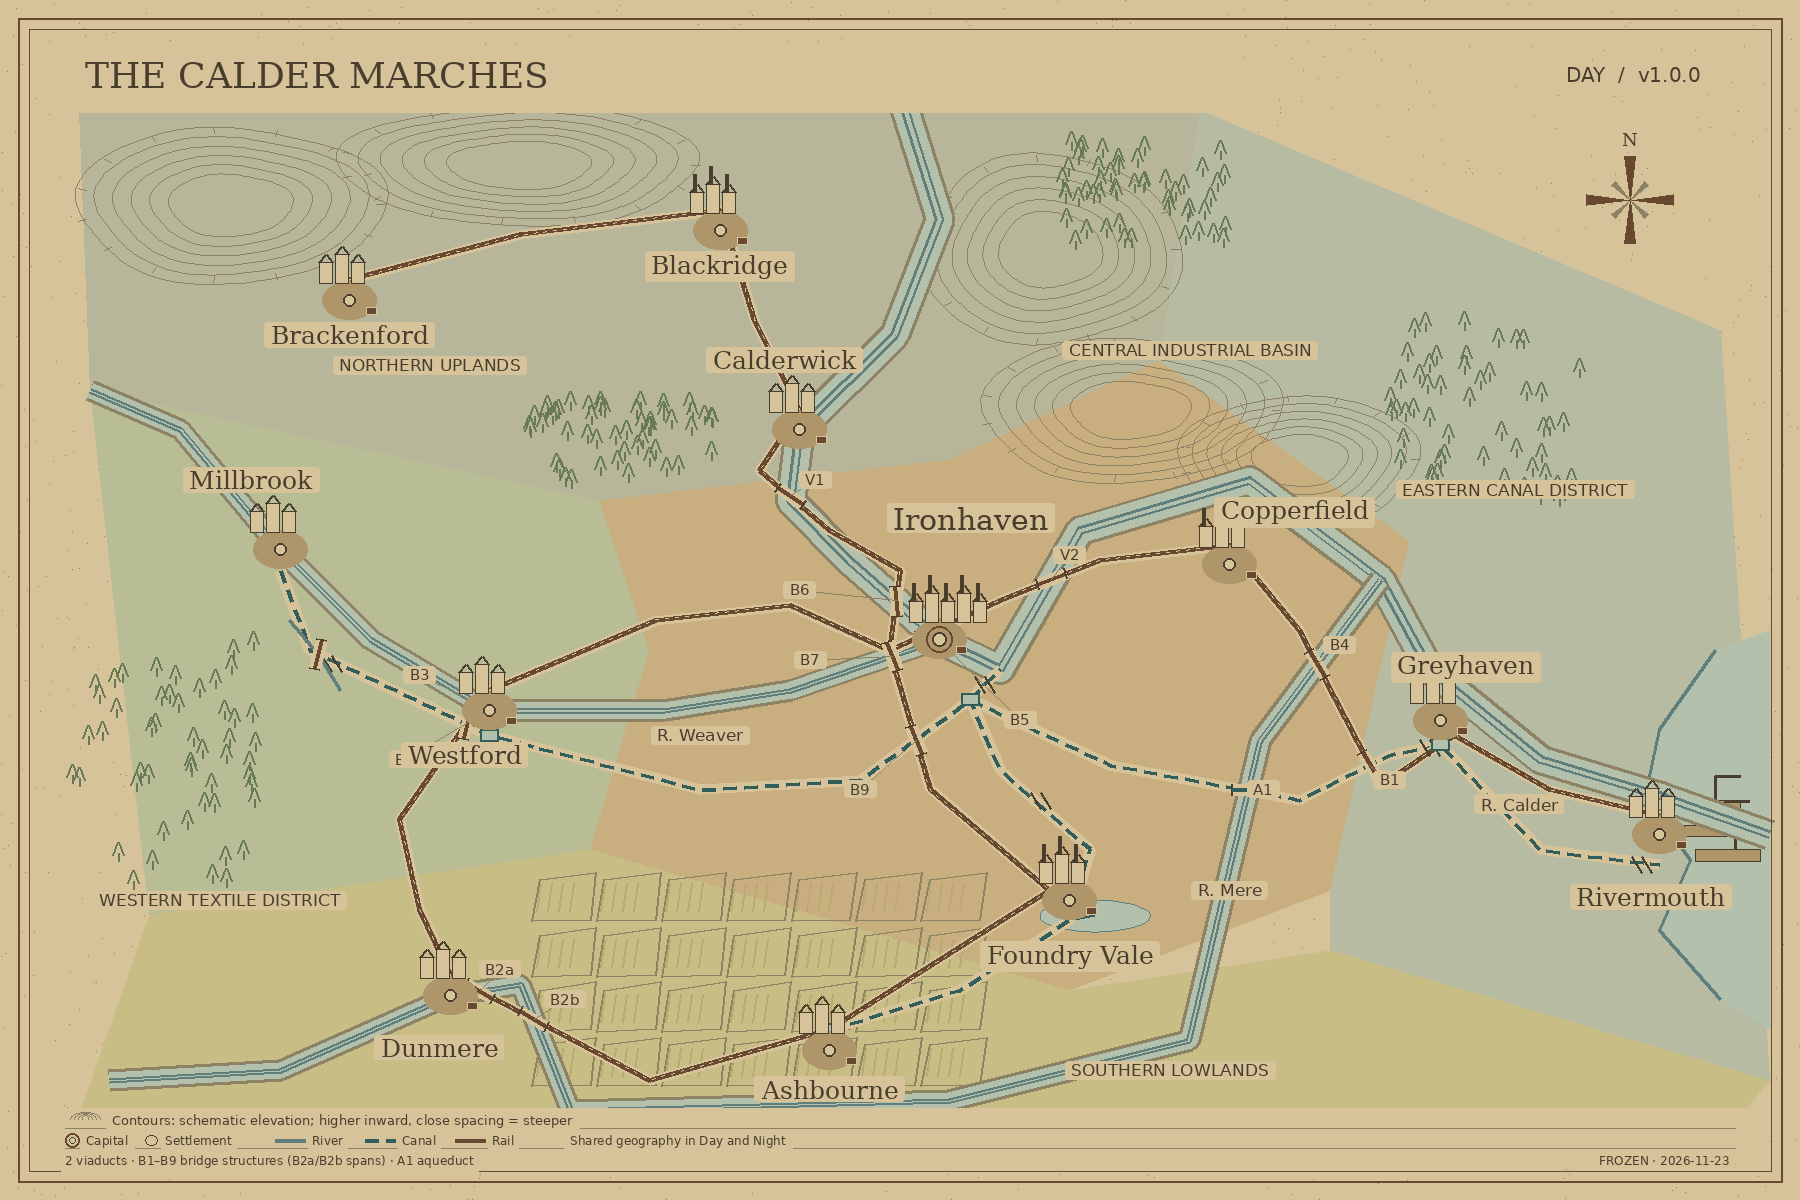 THE CALDER MARCHES
DAY / v1.0.0
N
Blackridge
Brackenford
NORTHERN UPLANDS
Calderwick
CENTRAL INDUSTRIAL BASIN
Millbrook
V1
EASTERN CANAL DISTRICT
Ironhaven
Copperfield
V2
B6
B7
B4
B3
Greyhaven
R. Weaver
B5
Westford
B9
A1
B1
R. Calder
WESTERN TEXTILE DISTRICT
R. Mere
Rivermouth
Foundry Vale
B2a
B2b
Dunmere
SOUTHERN LOWLANDS
Ashbourne
Contours: schematic elevation; higher inward, close spacing = steeper
Capital Settlement River Canal Rail Shared geography in Day and Night
2 viaducts · B1–B9 bridge structures (B2a/B2b spans) · A1 aqueduct
FROZEN · 2026-11-23